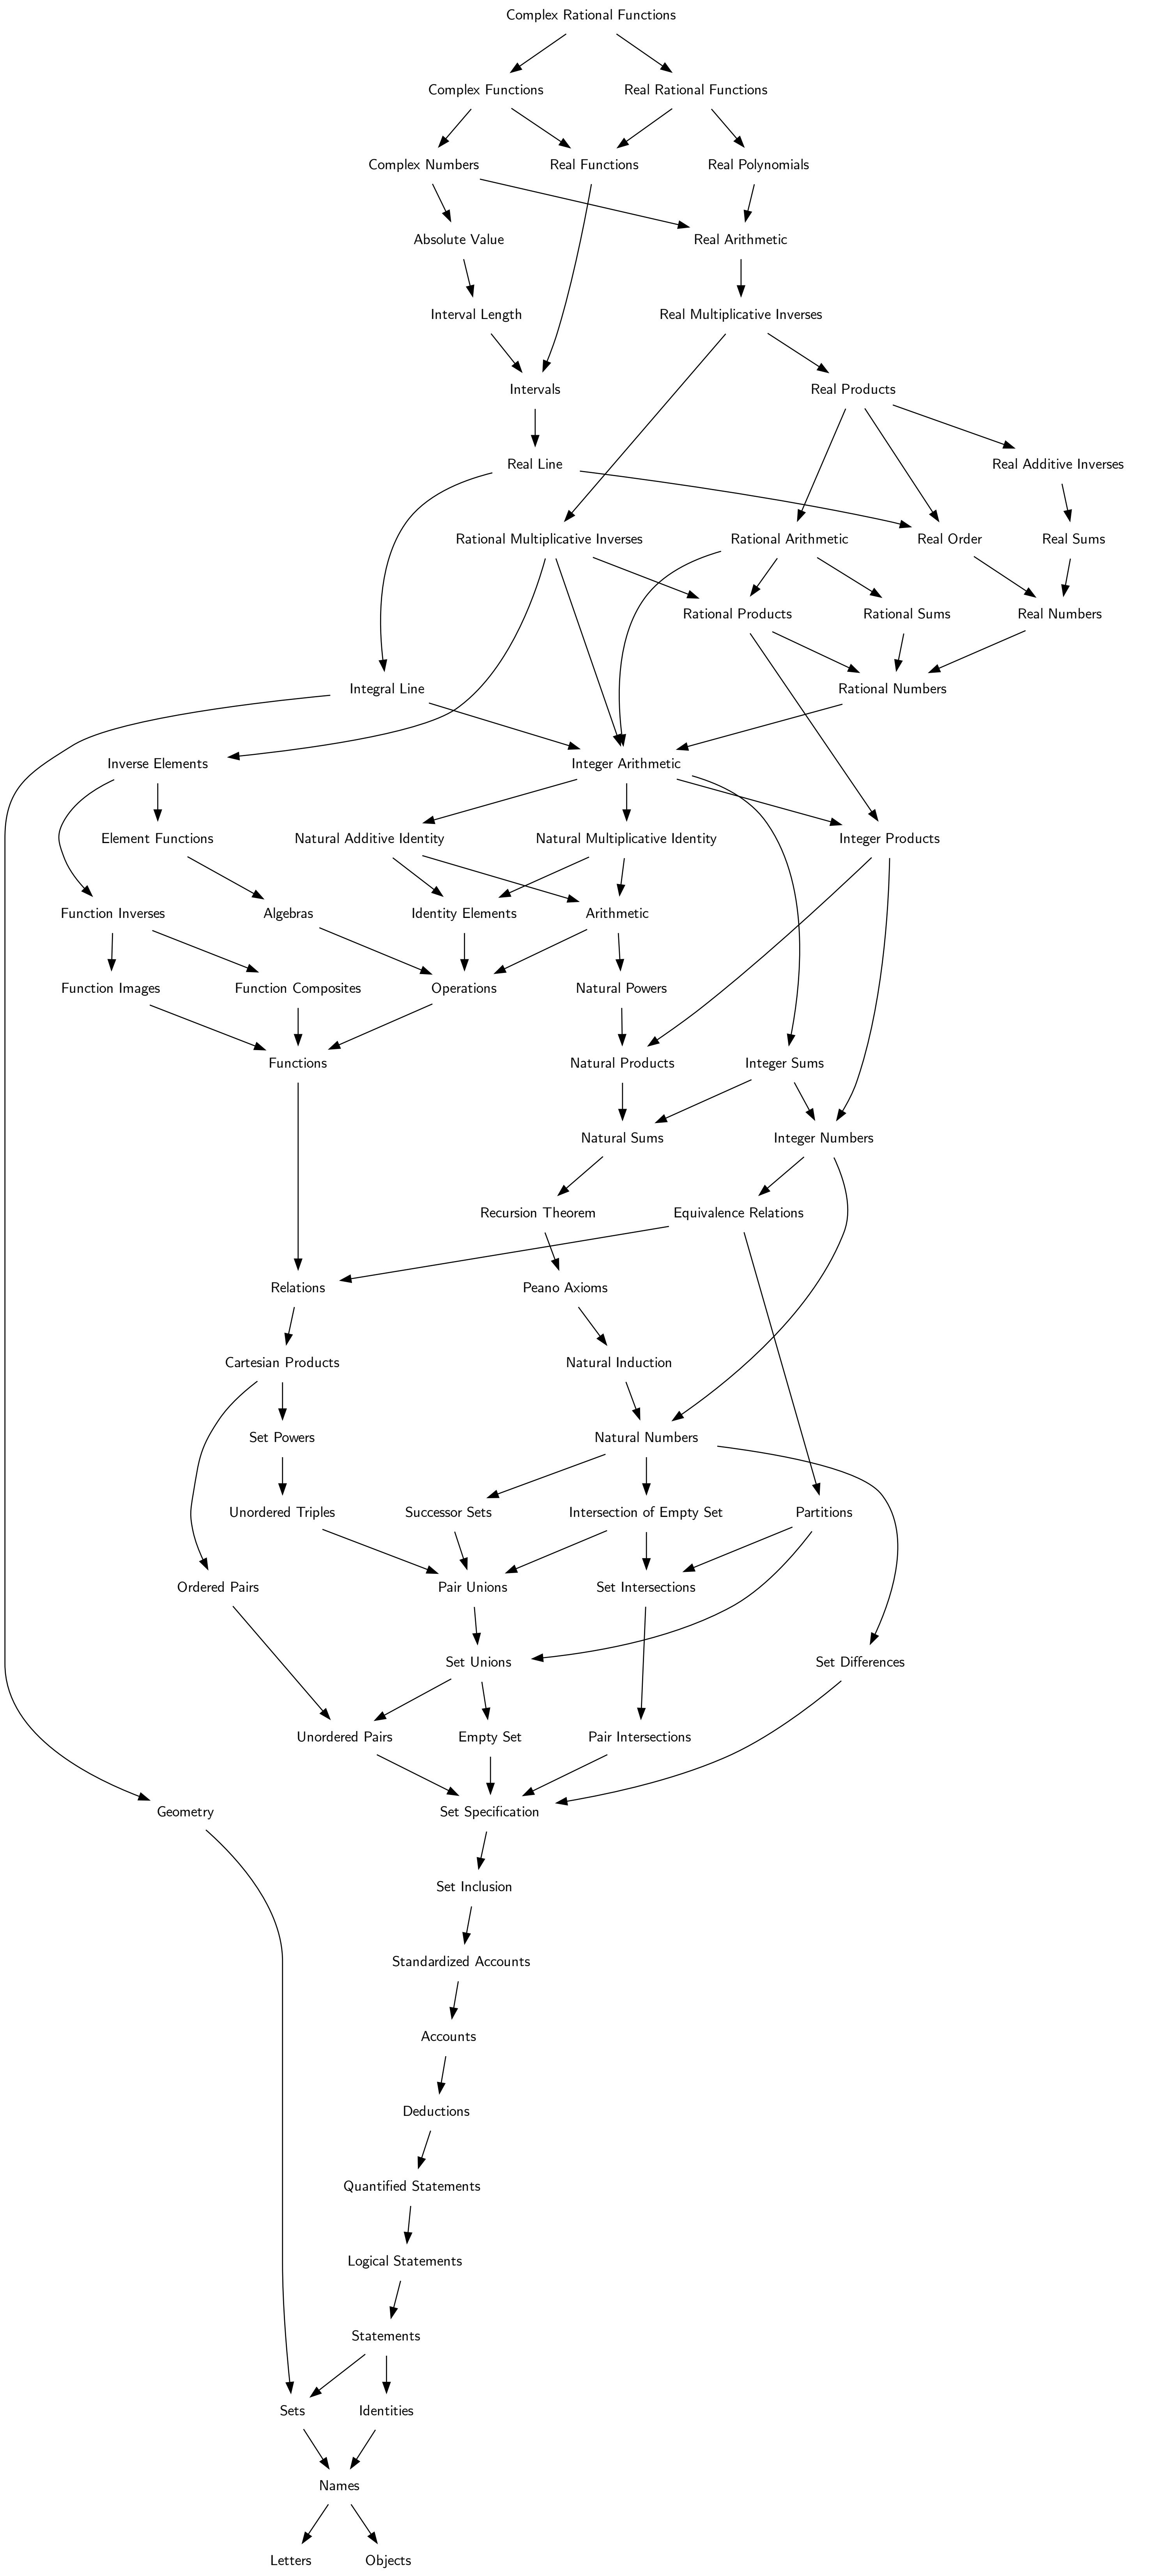 Complex Rational Functions
Complex Functions
Real Rational Functions
Complex Numbers
Real Functions
Real Polynomials
Absolute Value
Real Arithmetic
Interval Length
Real Multiplicative Inverses
Intervals
Real Products
Real Line
Real Additive Inverses
Rational Multiplicative Inverses
Rational Arithmetic
Real Order
Real Sums
Rational Products
Rational Sums
Real Numbers
Integral Line
Rational Numbers
Inverse Elements
Integer Arithmetic
Element Functions
Natural Additive Identity
Natural Multiplicative Identity
Integer Products
Function Inverses
Algebras
Identity Elements
Arithmetic
Function Images
Function Composites
Operations
Natural Powers
Functions
Natural Products
Integer Sums
Natural Sums
Integer Numbers
Recursion Theorem
Equivalence Relations
Relations
Peano Axioms
Cartesian Products
Natural Induction
Set Powers
Natural Numbers
Unordered Triples
Successor Sets
Intersection of Empty Set
Partitions
Ordered Pairs
Pair Unions
Set Intersections
Set Unions
Set Differences
Unordered Pairs
Empty Set
Pair Intersections
Geometry
Set Specification
Set Inclusion
Standardized Accounts
Accounts
Deductions
Quantified Statements
Logical Statements
Statements
Sets
Identities
Names
Letters
Objects